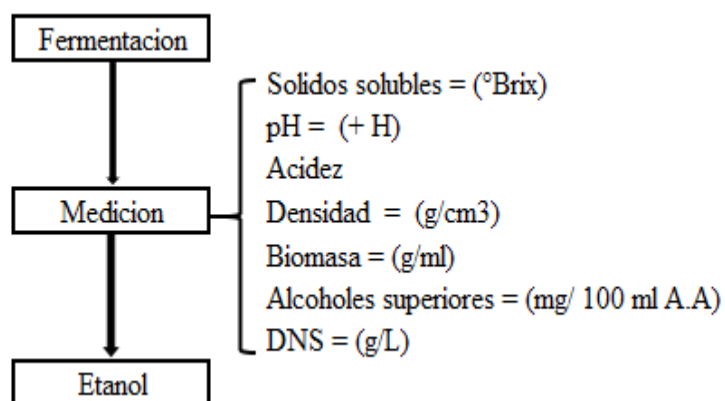 Fermentacion
Solidos solubles = (°Brix)
pH = (+ H)
Acidez
Medicion
Densidad = (g/cm3)
Biomasa = (g/ml)
Alcoholes superiores = (mg/ 100 ml A.A)
DNS = (g/L)
Etanol